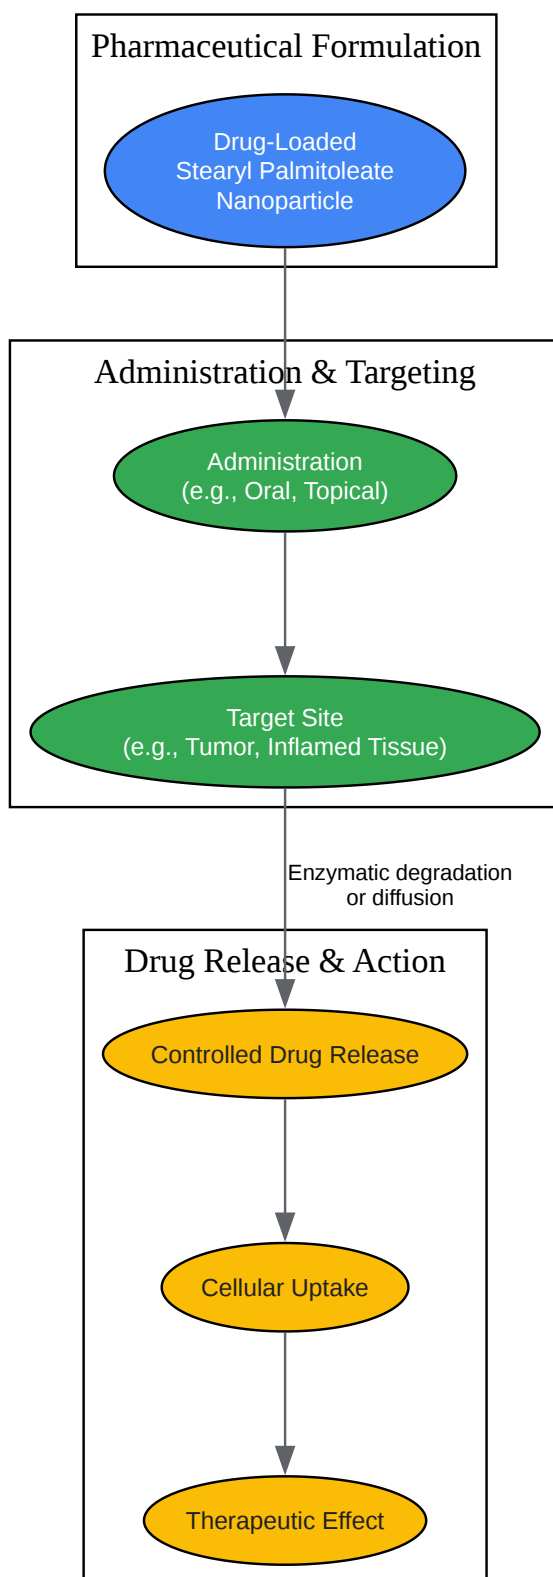 Pharmaceutical Formulation
Drug-Loaded
Stearyl Palmitoleate
Nanoparticle
Administration & Targeting
Administration
(e.g., Oral, Topical)
Target Site
(e.g., Tumor, Inflamed Tissue)
Enzymatic degradation
or diffusion
Drug Release & Action
Controlled Drug Release
Cellular Uptake
Therapeutic Effect